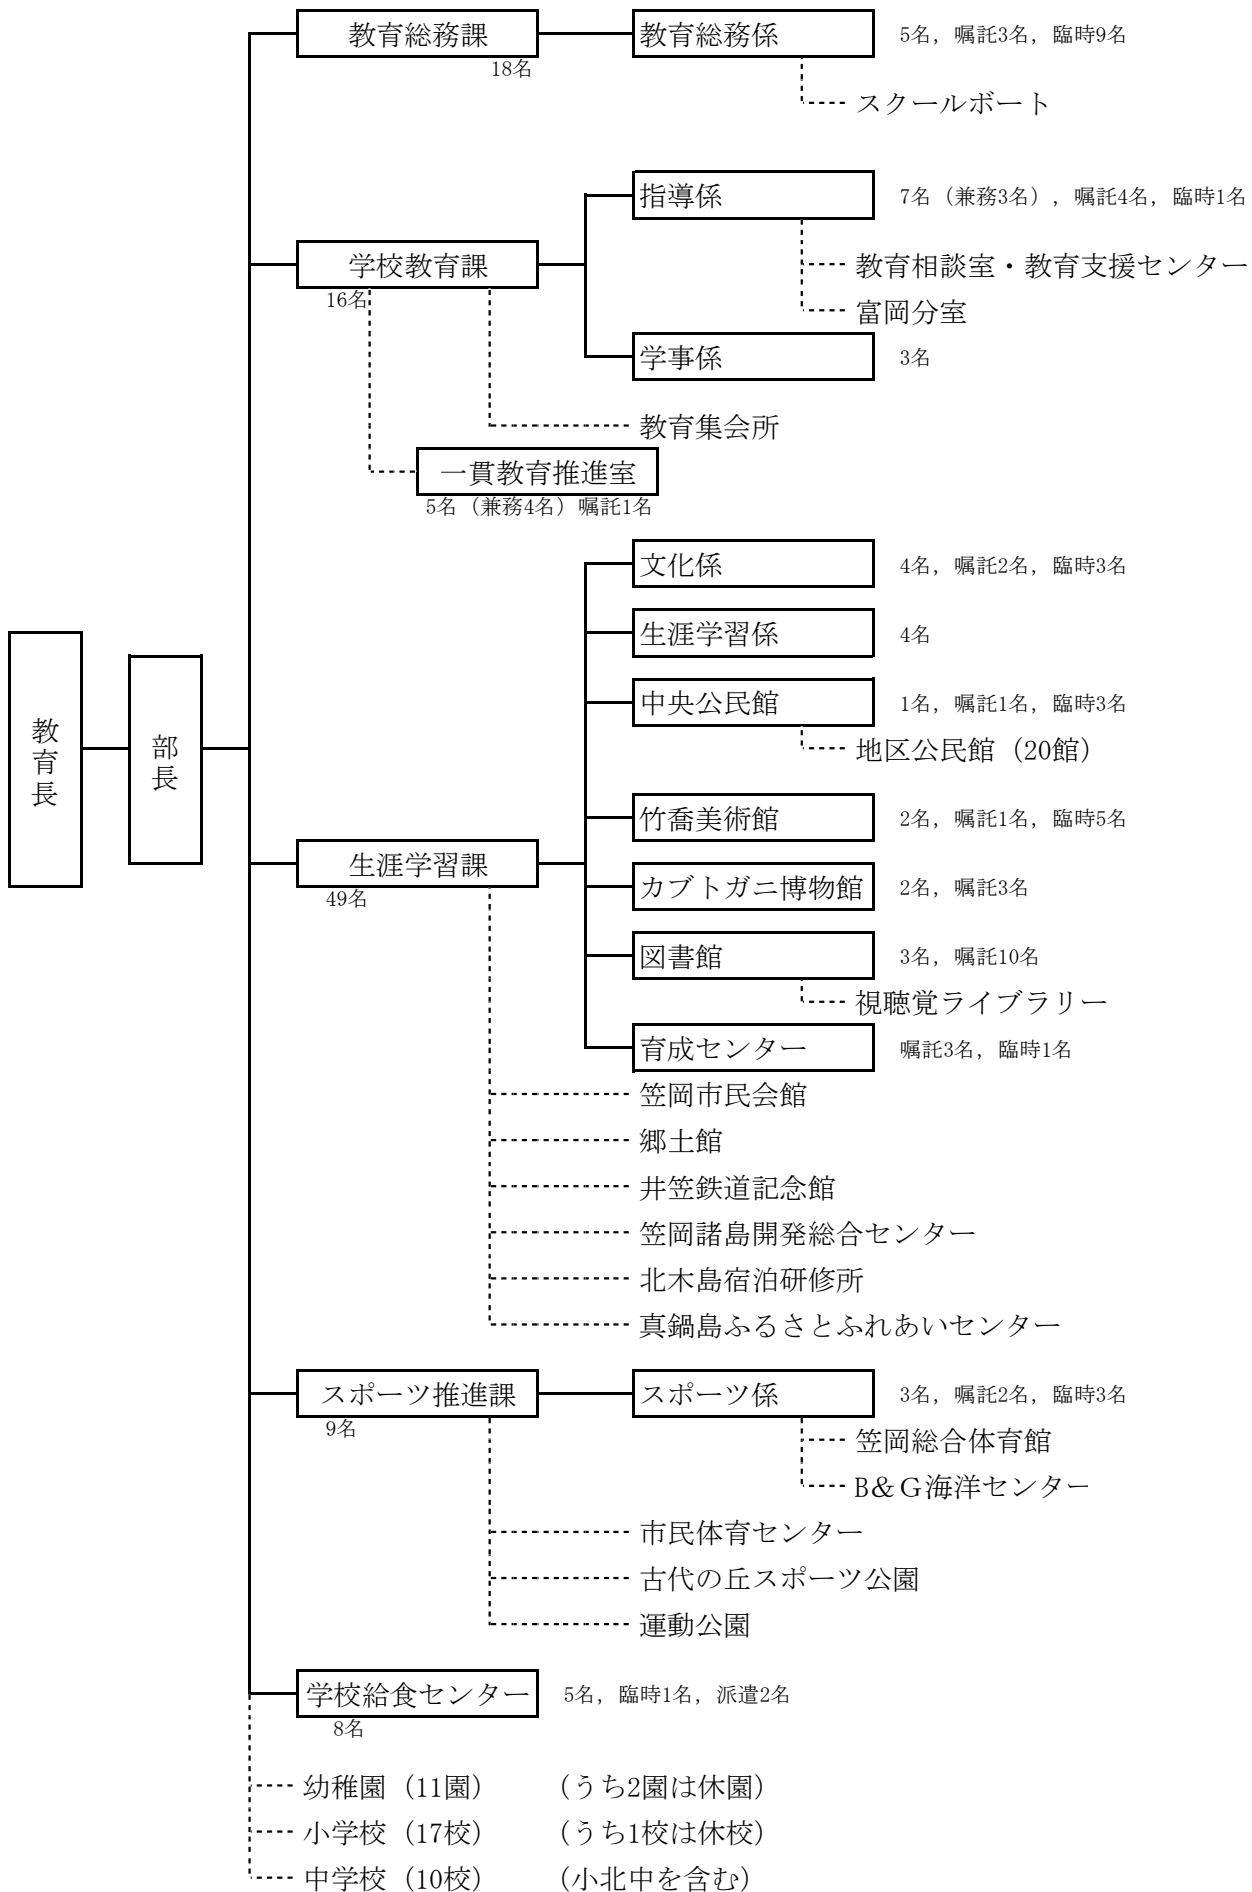 教育総務課
18名
教育総務係
5名，嘱託3名，臨時9名
スクールボート
指導係
7名（兼務3名），嘱託4名，臨時1名
教育相談室・教育支援センター
富岡分室
学校教育課
16名
学事係
3名
教育集会所
一貫教育推進室
5名（兼務4名）嘱託1名
文化係
4名，嘱託2名，臨時3名
生涯学習係
4名
中央公民館
1名，嘱託1名，臨時3名
地区公民館（20館）
教育長
部長
竹喬美術館
2名，嘱託1名，臨時5名
生涯学習課
49名
カブトガニ博物館
2名，嘱託3名
図書館
3名，嘱託10名
視聴覚ライブラリー
育成センター
嘱託3名，臨時1名
笠岡市民会館
郷土館
井笠鉄道記念館
笠岡諸島開発総合センター
北木島宿泊研修所
真鍋島ふるさとふれあいセンター
スポーツ推進課
9名
スポーツ係
3名，嘱託2名，臨時3名
笠岡総合体育館
B&G海洋センター
市民体育センター
古代の丘スポーツ公園
運動公園
学校給食センター
8名
5名，臨時1名，派遣2名
幼稚園（11園）　（うち2園は休園）
小学校（17校）　（うち1校は休校）
中学校（10校）　（小北中を含む）